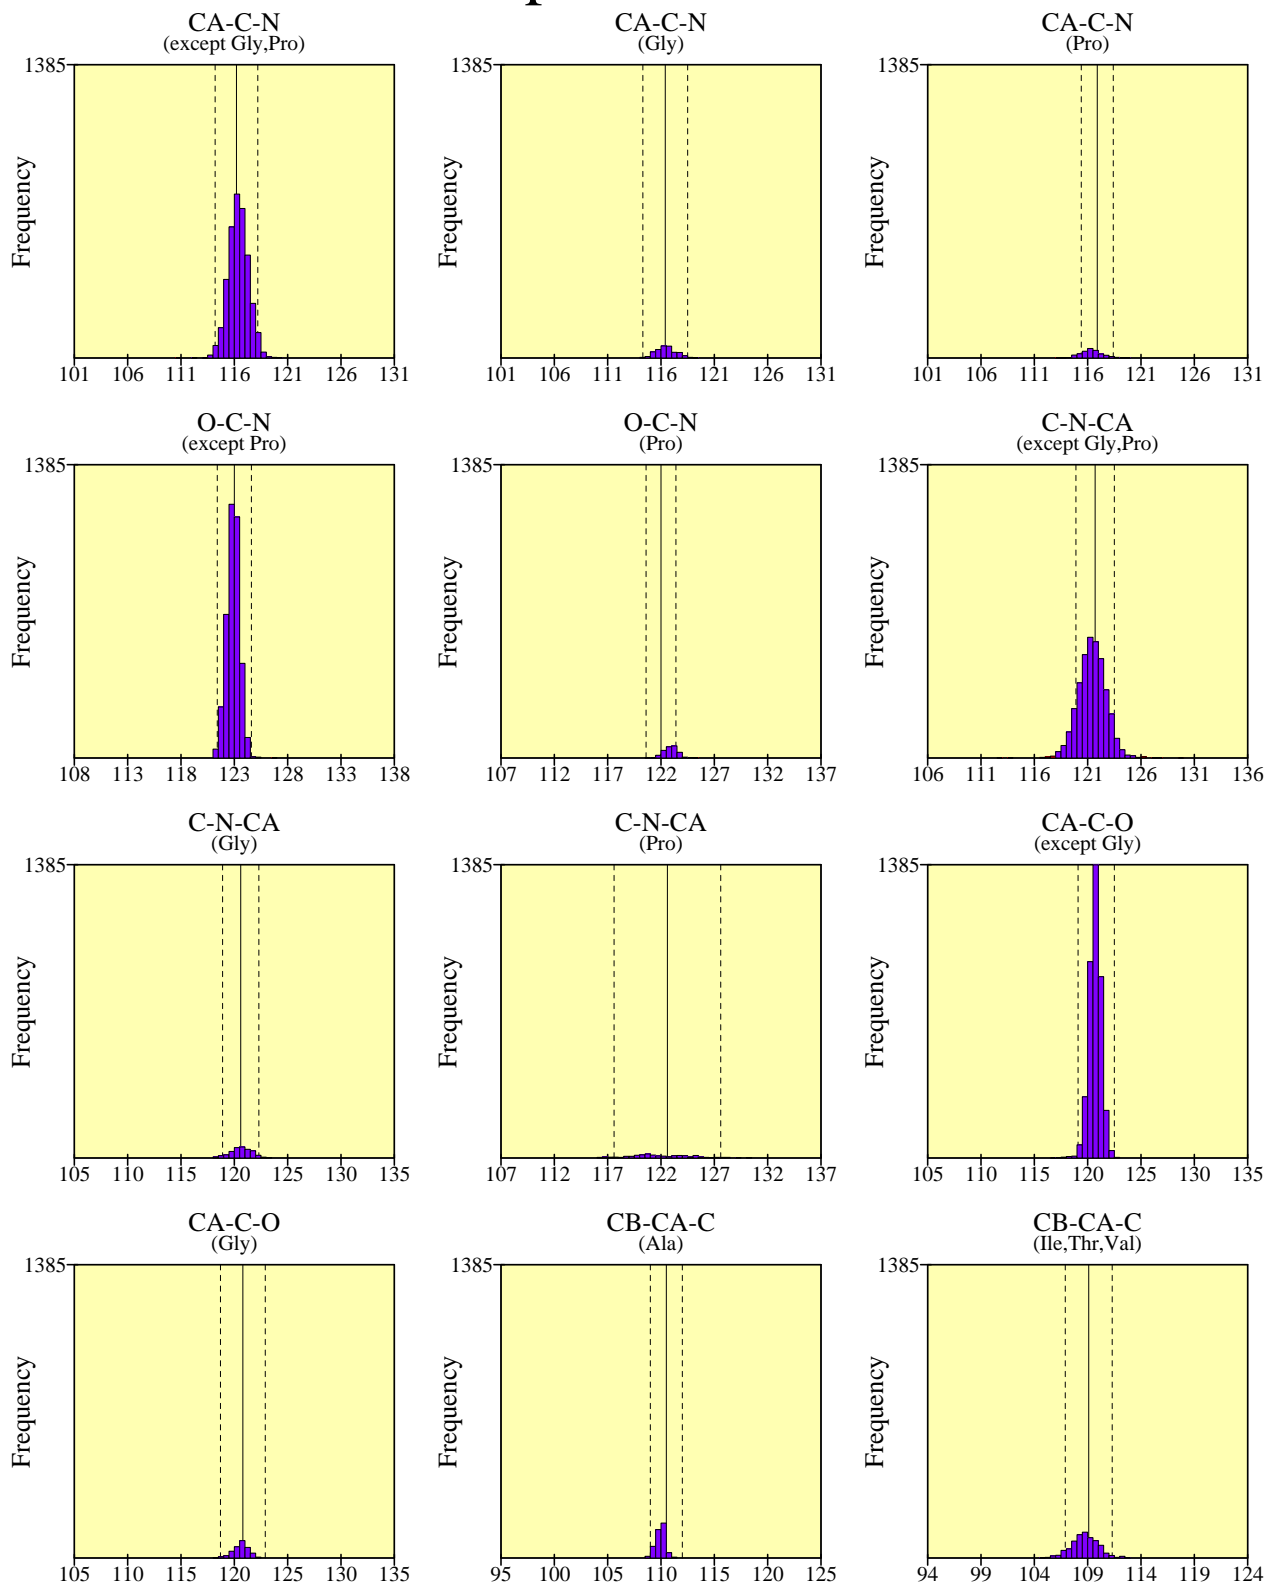 CA-C-N
(except Gly,Pro)
1385
Frequency
101 106 111 116 121 126 131
CA-C-N
(Gly)
1385
Frequency
101 106 111 116 121 126 131
CA-C-N
(Pro)
1385
Frequency
101 106 111 116 121 126 131
O-C-N
(except Pro)
1385
Frequency
108 113 118 123 128 133 138
O-C-N
(Pro)
1385
Frequency
107 112 117 122 127 132 137
C-N-CA
(except Gly,Pro)
1385
Frequency
106 111 116 121 126 131 136
C-N-CA
(Gly)
1385
Frequency
105 110 115 120 125 130 135
C-N-CA
(Pro)
1385
Frequency
107 112 117 122 127 132 137
CA-C-O
(except Gly)
1385
Frequency
105 110 115 120 125 130 135
CA-C-O
(Gly)
1385
Frequency
105 110 115 120 125 130 135
CB-CA-C
(Ala)
1385
Frequency
95 100 105 110 115 120 125
CB-CA-C
(Ile,Thr,Val)
1385
Frequency
94 99 104 109 114 119 124